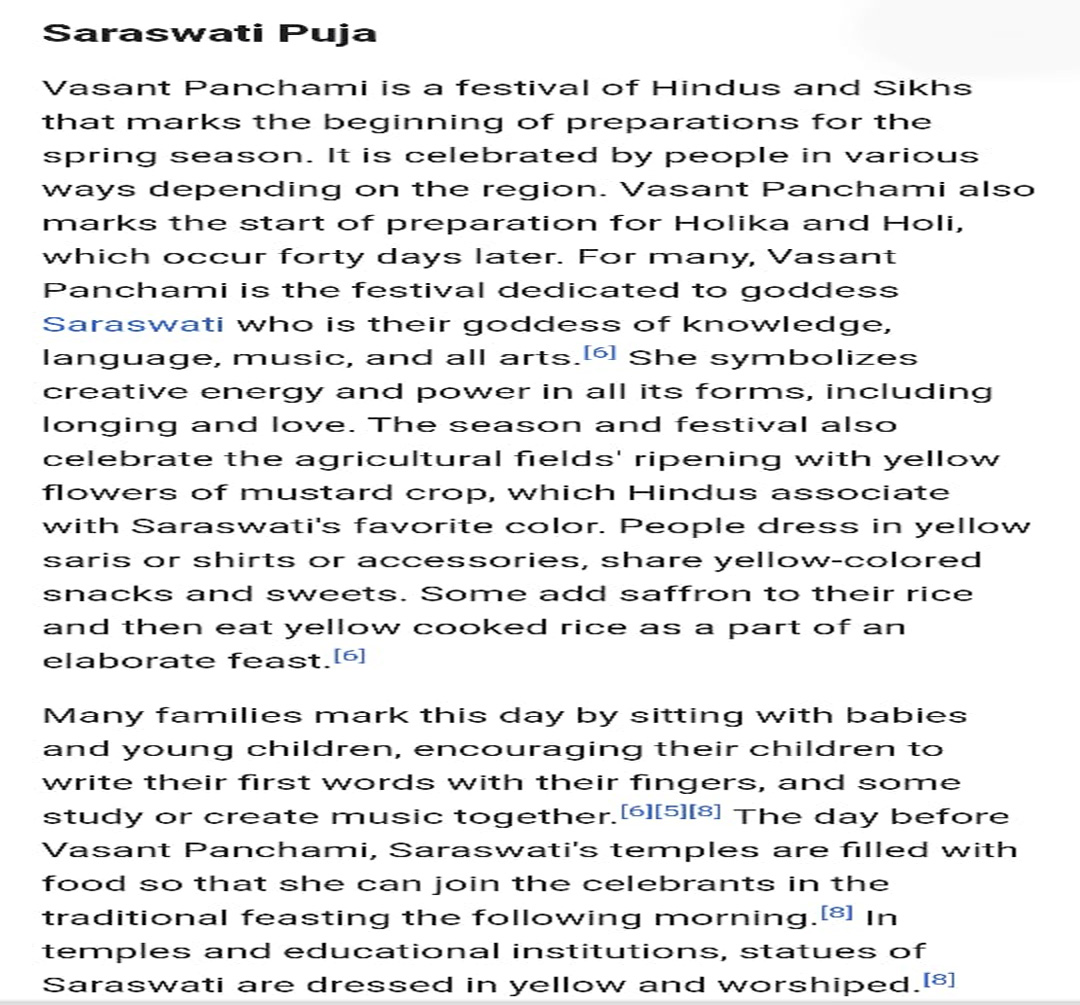 Saraswati Puja
Vasant Panchami is a festival of Hindus and Sikhs
that marks the beginning of preparations for the
spring season. It is celebrated by people in various
ways depending on the region. Vasant Panchami also
marks the start of preparation for Holika and Holi,
which occur forty days later. For many, Vasant
Panchami is the festival dedicated to goddess
Saraswati who is their goddess of knowledge,
language, music, and all arts.[6] She symbolizes
creative energy and power in all its forms, including
longing and love. The season and festival also
celebrate the agricultural fields' ripening with yellow
flowers of mustard crop, which Hindus associate
with Saraswati's favorite color. People dress in yellow
saris or shirts or accessories, share yellow-colored
snacks and sweets. Some add saffron to their rice
and then eat yellow cooked rice as a part of an
elaborate feast.[6]
Many families mark this day by sitting with babies
and young children, encouraging their children to
write their first words with their fingers, and some
study or create music together.[6][5][8] The day before
Vasant Panchami, Saraswati's temples are filled with
food so that she can join the celebrants in the
traditional feasting the following morning.[8] In
temples and educational institutions, statues of
Saraswati are dressed in yellow and worshiped.[8]